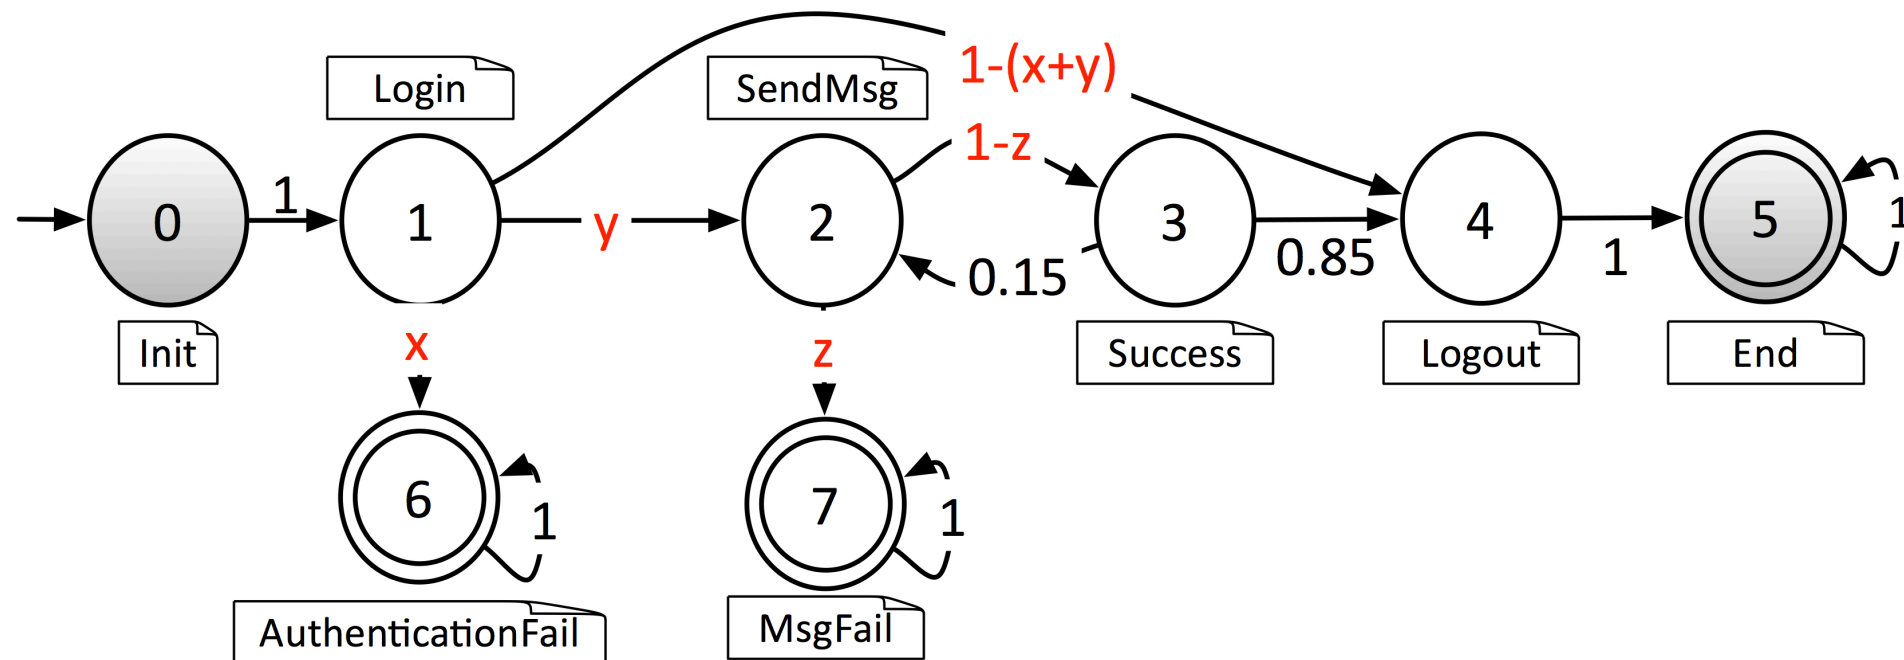 Login
SendMsg
1-(x+y)
1-z
0
1
1
y
2
3
4
5
1
0.15
0.85
1
Init
x
z
Success
Logout
End
6
1
7
1
AuthenticationFail
MsgFail